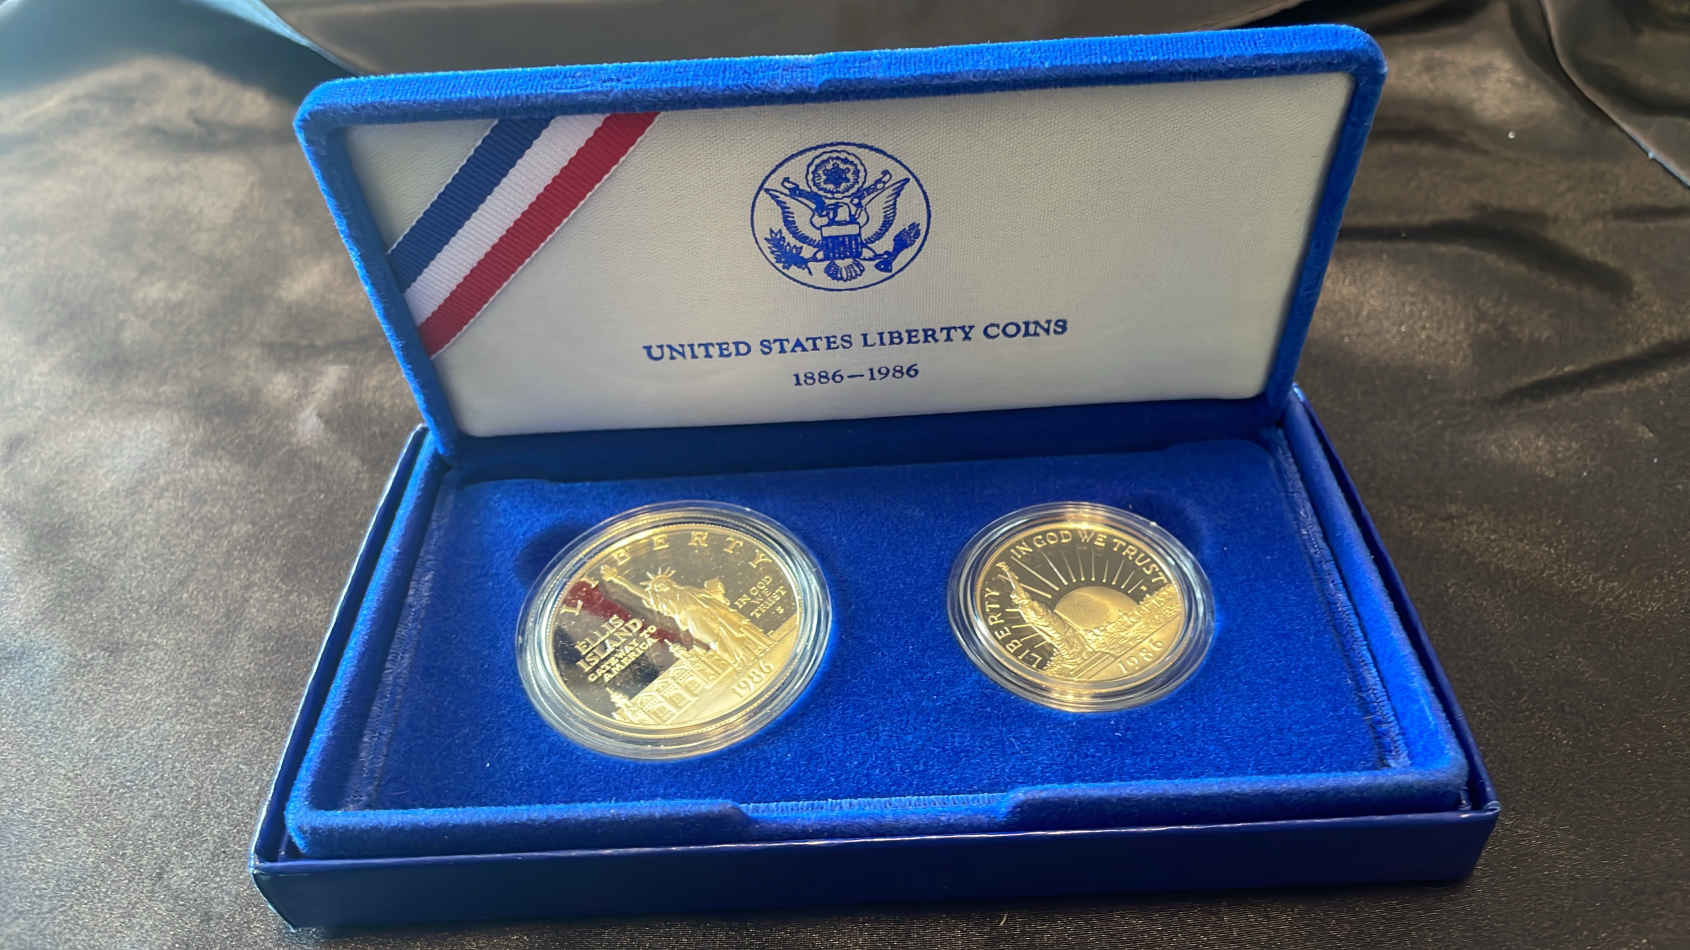 UNITED STATES LIBERTY COINS
1886–1986
LIBERTY
IN GOD
WE
TRUST
S
ELLIS
ISLAND
GATEWAY TO
AMERICA
1986
IN GOD WE TRUST
LIBERTY
1986